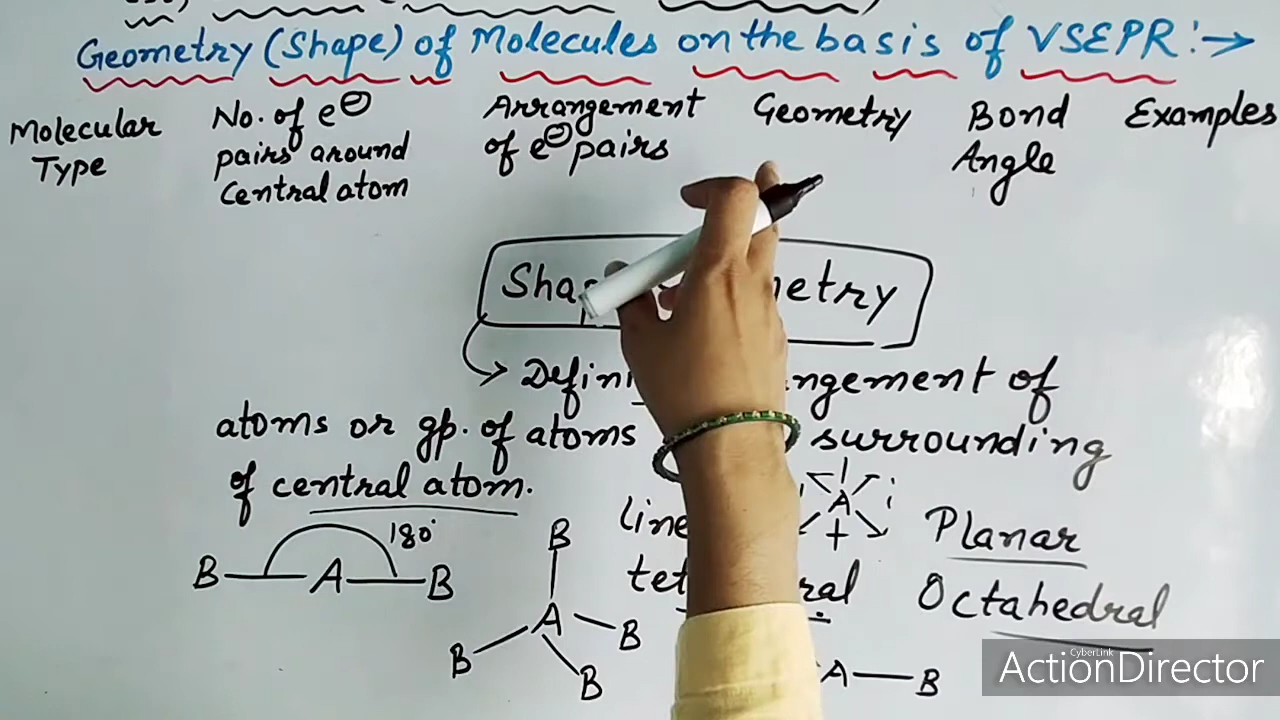 Geometry (Shape) of Molecules on the basis of VSEPR :→
Molecular Type
No. of e⊖ pairs around Central atom
Arrangement of e⊖ pairs
Geometry
Bond Angle
Examples
Sha etry
→ Defini ngement of
atoms or gp. of atoms surrounding
of central atom.
line
Planar
tet ral
Octahedral
B — A — B
180°
B
A
B
B
B
A
A — B
CyberLink
ActionDirector